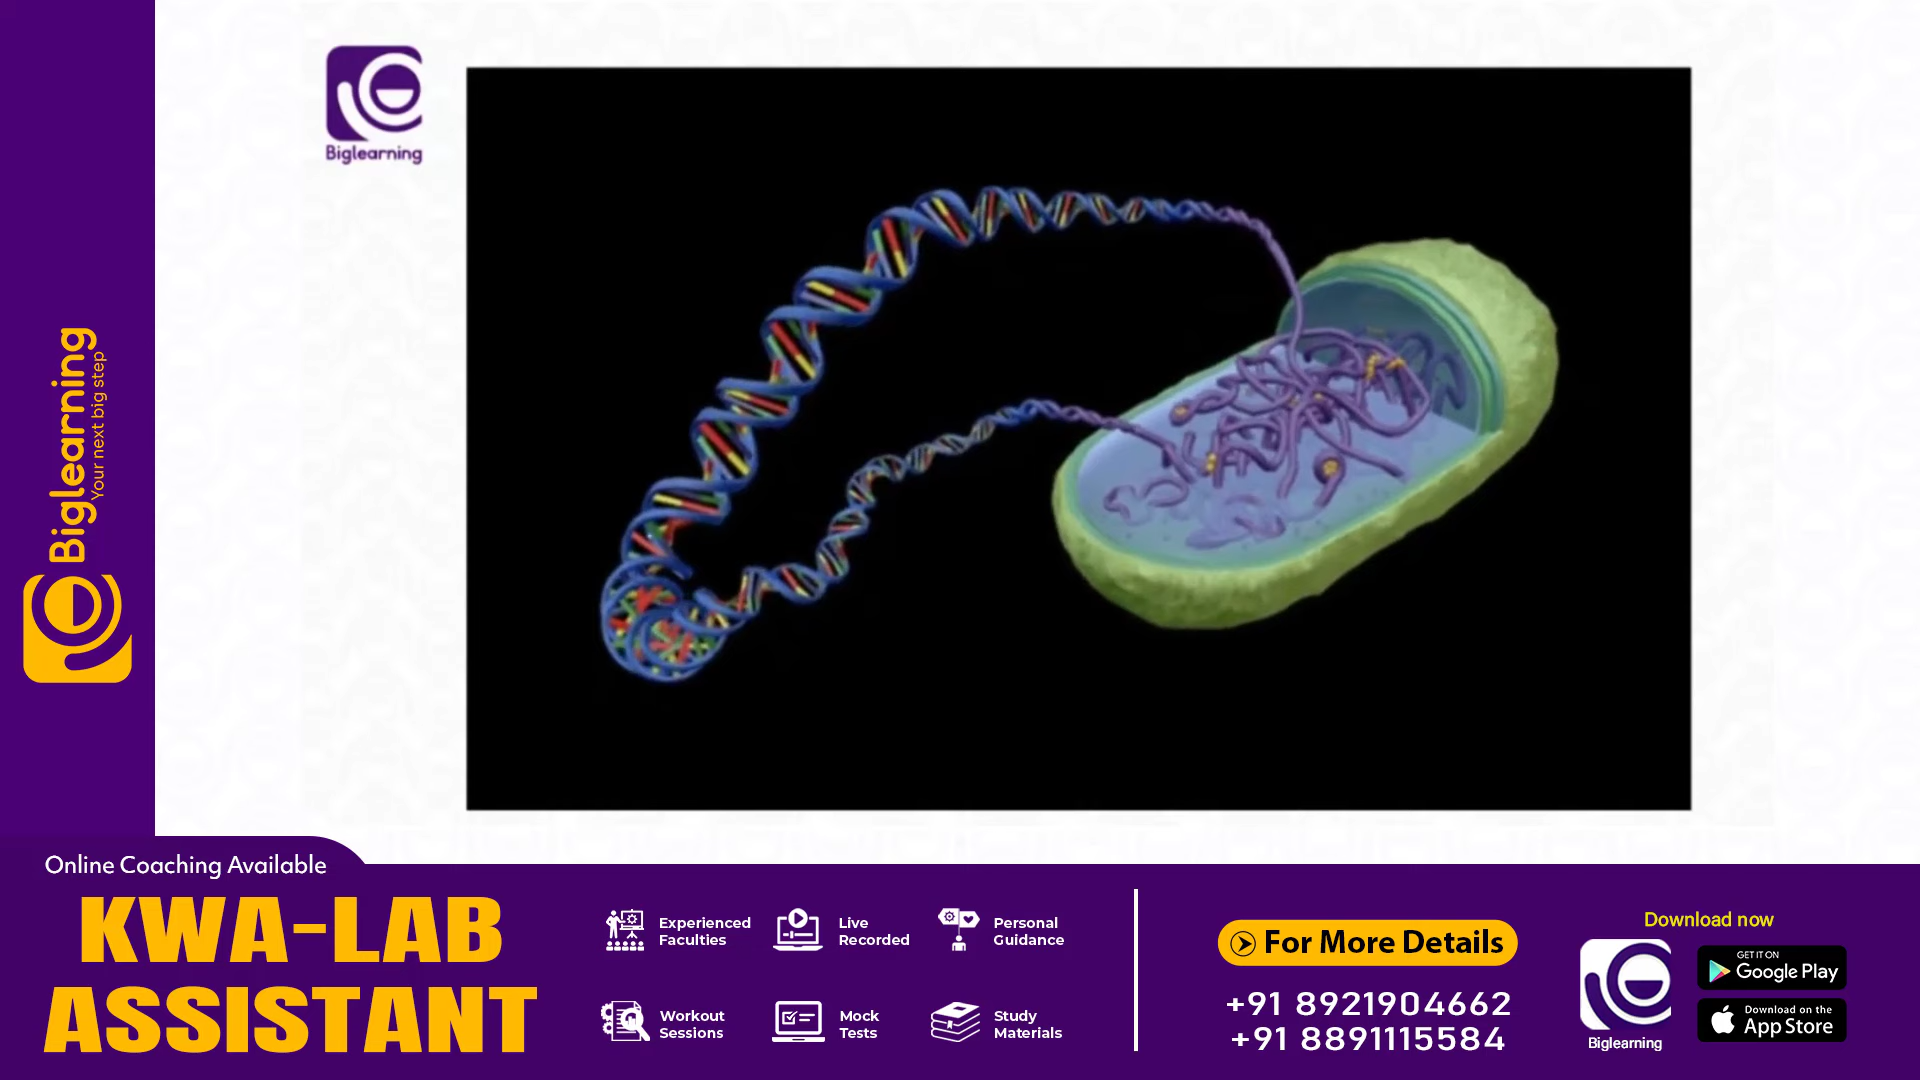 Biglearning
Biglearning
Your next big step
Online Coaching Available
KWA-LAB
ASSISTANT
Experienced
Faculties
Live
Recorded
Personal
Guidance
Workout
Sessions
Mock
Tests
Study
Materials
For More Details
+91 8921904662
+91 8891115584
Download now
Biglearning
GET IT ON
Google Play
Download on the
App Store